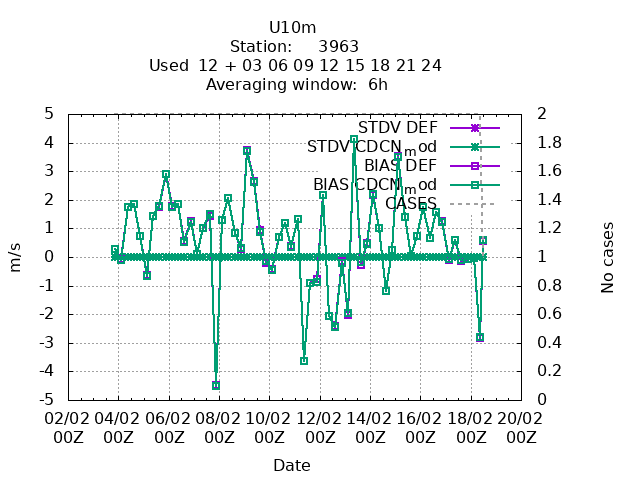 U10m
Station: 3963
Used 12 + 03 06 09 12 15 18 21 24
Averaging window: 6h
STDV DEF
STDV CDCN_mod
BIAS DEF
BIAS CDCN_mod
CASES
m/s
5
4
3
2
1
0
-1
-2
-3
-4
-5
No cases
2
1.8
1.6
1.4
1.2
1
0.8
0.6
0.4
0.2
0
02/02 04/02 06/02 08/02 10/02 12/02 14/02 16/02 18/02 20/02
00Z 00Z 00Z 00Z 00Z 00Z 00Z 00Z 00Z 00Z
Date